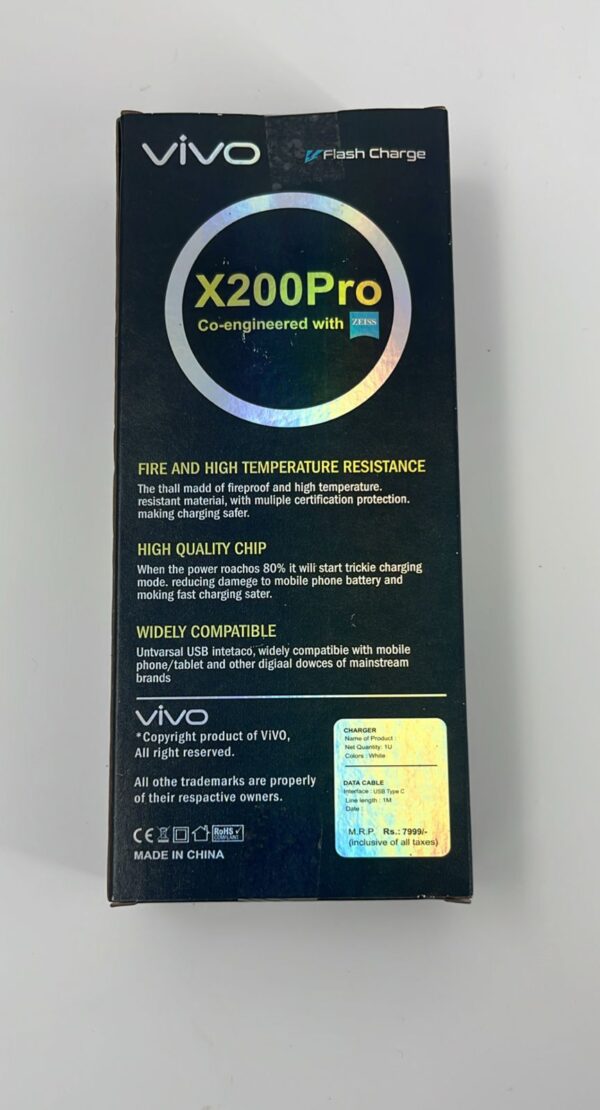 vivo
Flash Charge
X200Pro
Co-engineered with ZEISS
FIRE AND HIGH TEMPERATURE RESISTANCE
The thall madd of fireproof and high temperature.
resistant materiai, with muliple certification protection.
making charging safer.
HIGH QUALITY CHIP
When the power roachos 80% it will start trickie charging
mode. reducing damege to mobile phone battery and
moking fast charging sater.
WIDELY COMPATIBLE
Untvarsal USB intetaco, widely compatibie with mobile
phone/tablet and other digiaal dowces of mainstream
brands
vivo
*Copyright product of ViVO,
All right reserved.
All othe trademarks are properly
of their respactive owners.
CE RoHS
COMPLIANT
MADE IN CHINA
CHARGER
Name of Product :
Net Quantity: 1U
Colors : White
DATA CABLE
Interface : USB Type C
Line length : 1M
Date :
M.R.P. Rs.: 7999/-
(inclusive of all taxes)